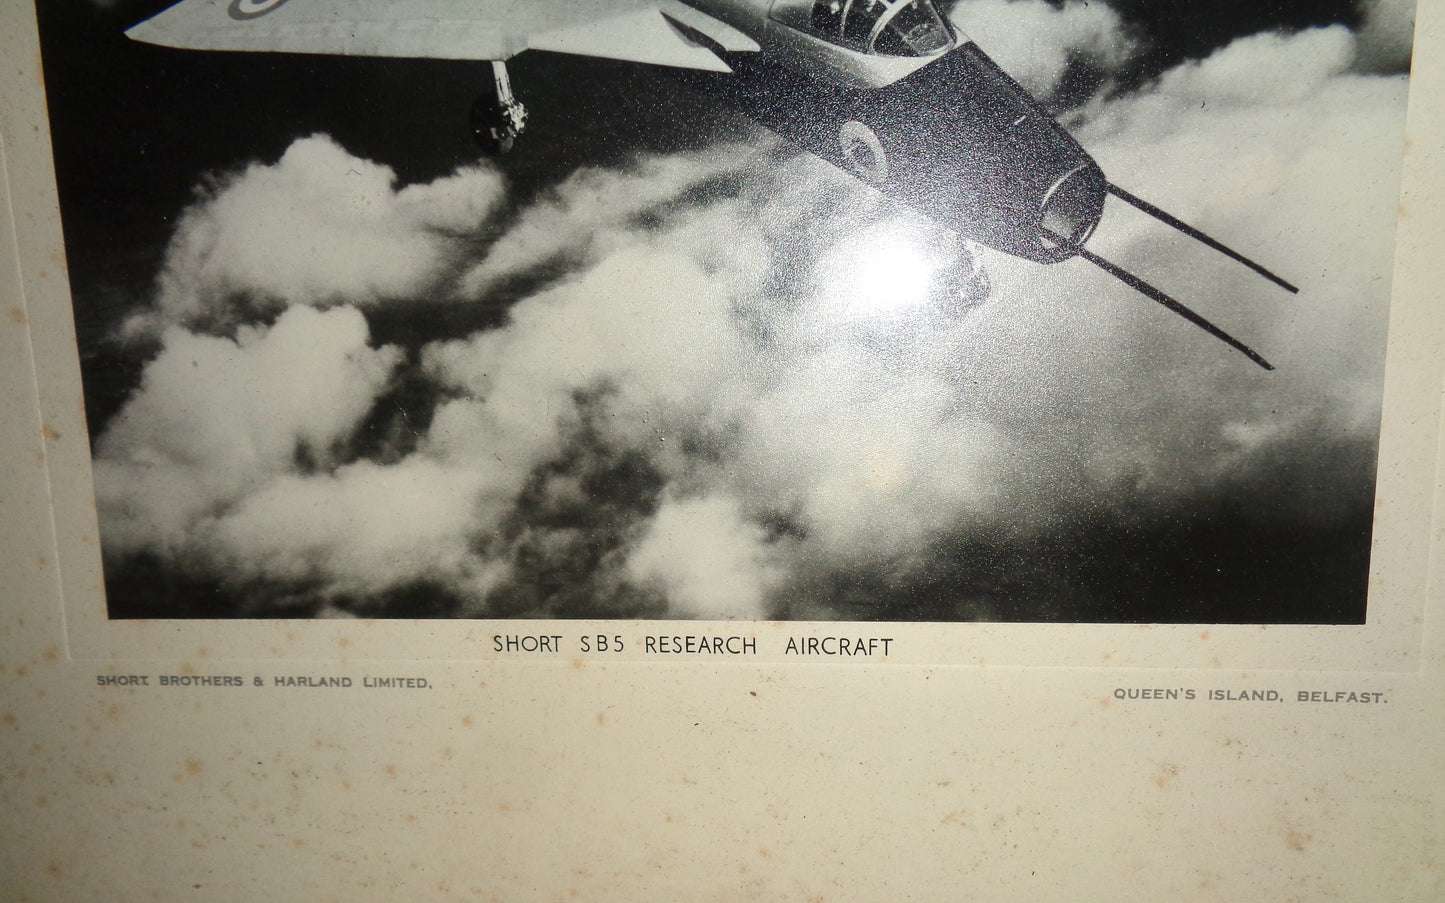 SHORT SB5 RESEARCH AIRCRAFT
SHORT BROTHERS & HARLAND LIMITED,
QUEEN'S ISLAND, BELFAST.